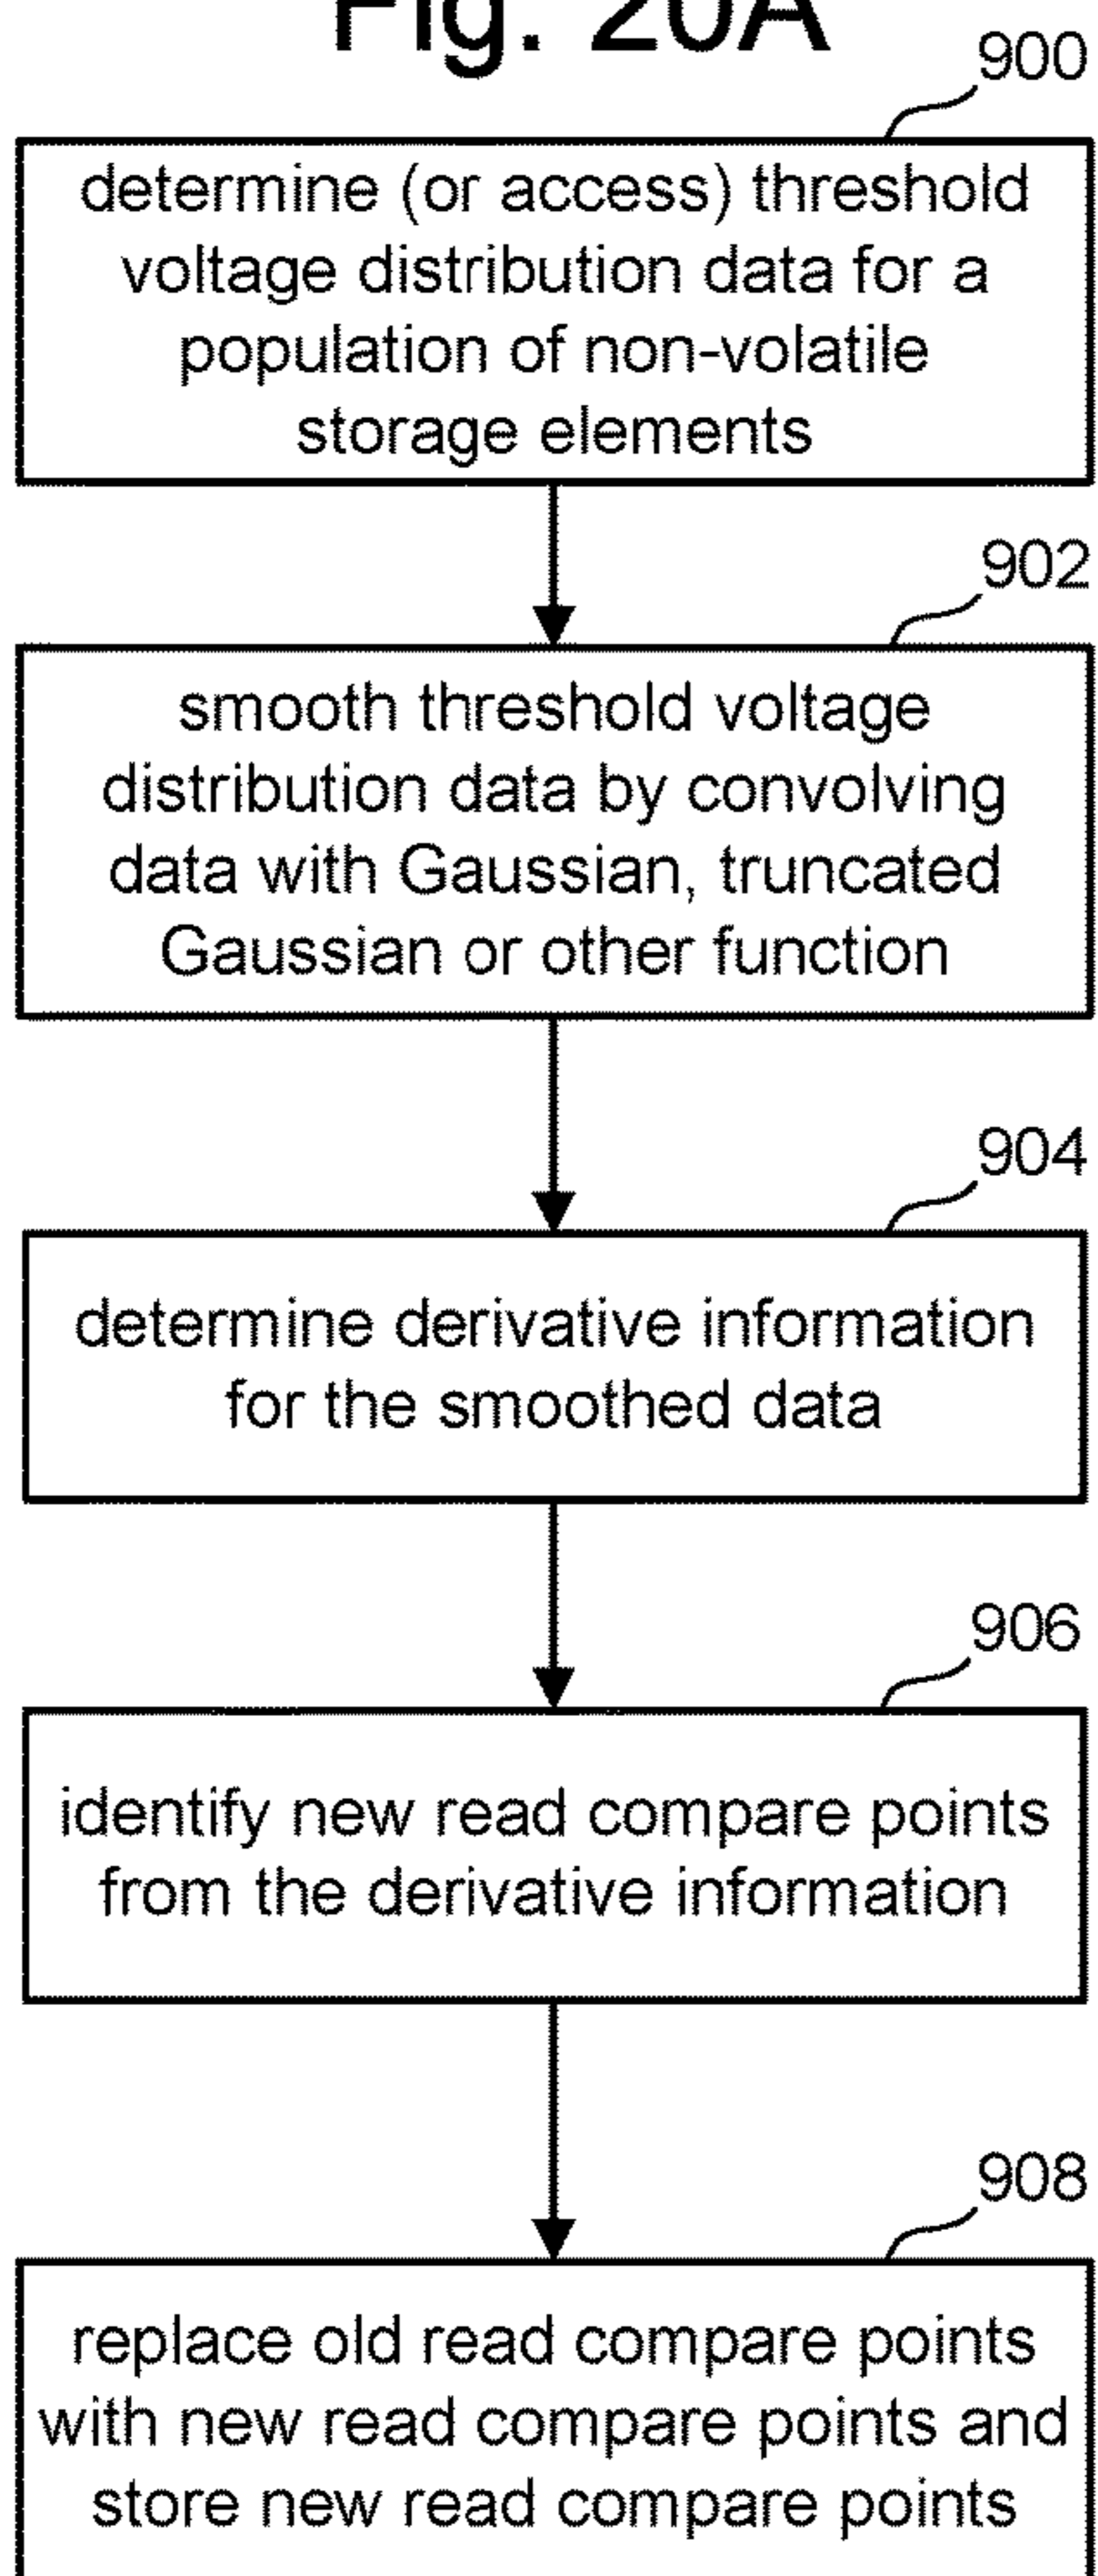 Fig. 20A
900
determine (or access) threshold
voltage distribution data for a
population of non-volatile
storage elements
902
smooth threshold voltage
distribution data by convolving
data with Gaussian, truncated
Gaussian or other function
904
determine derivative information
for the smoothed data
906
identify new read compare points
from the derivative information
908
replace old read compare points
with new read compare points and
store new read compare points